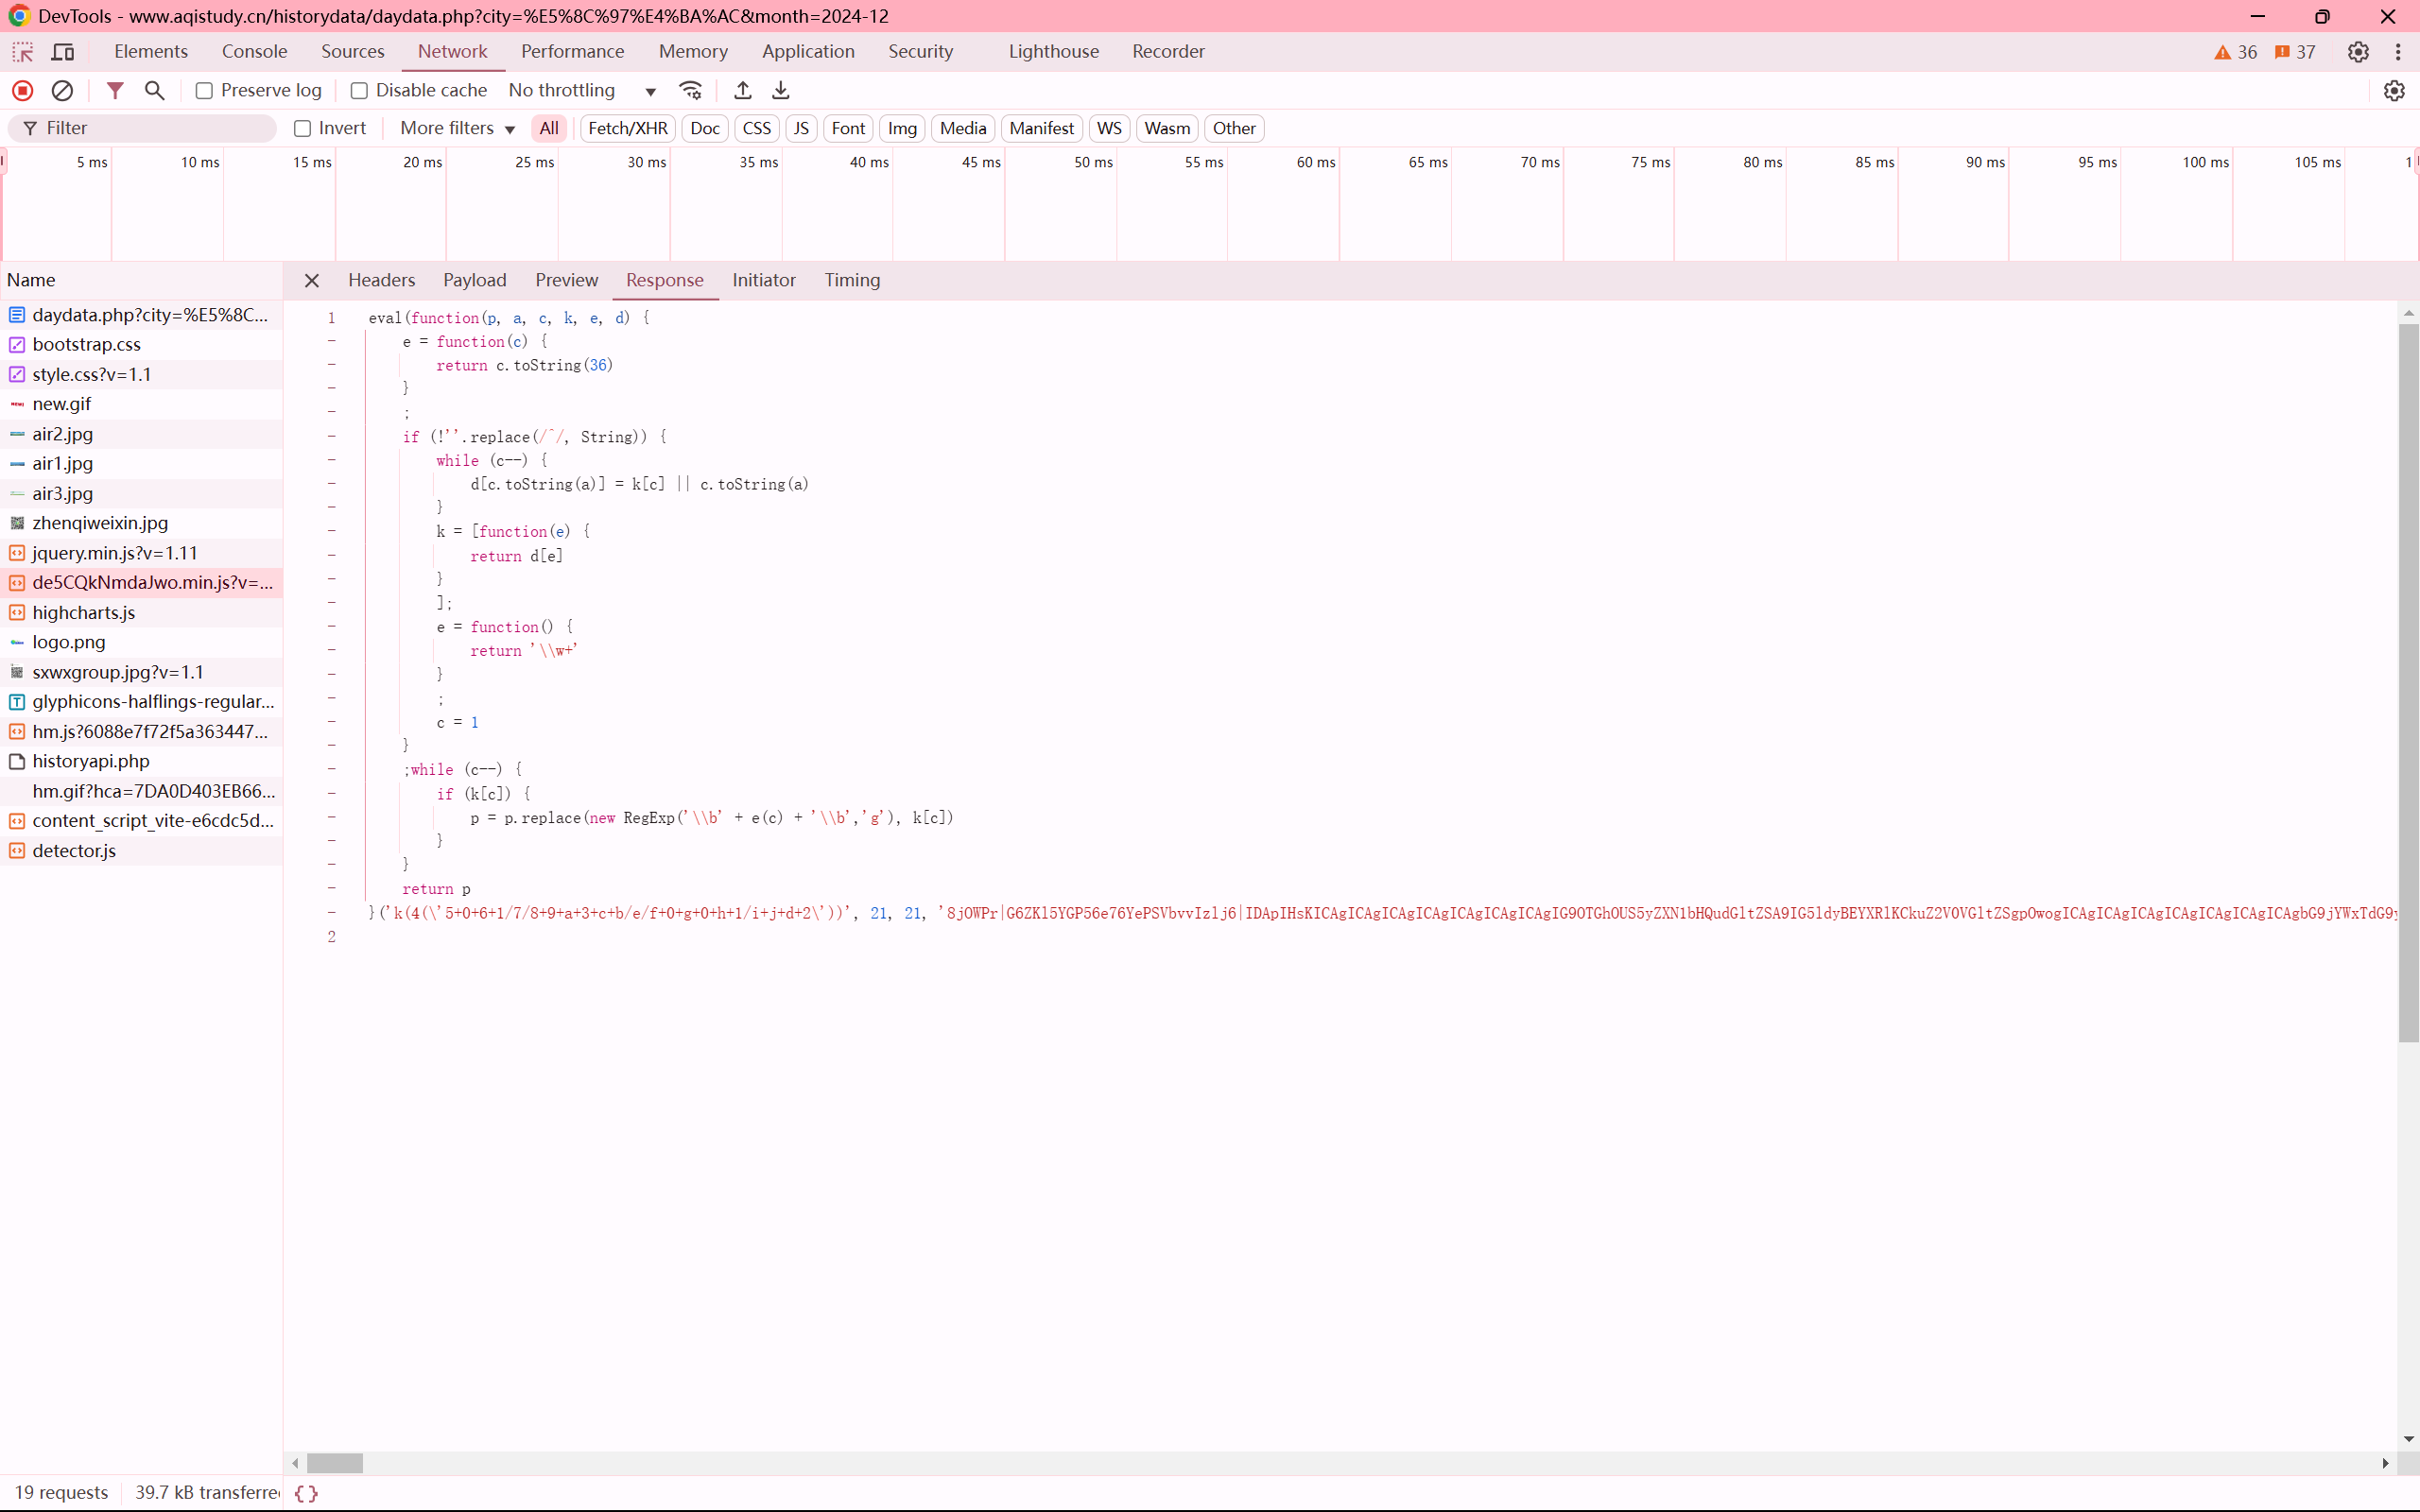 DevTools - www.aqistudy.cn/historydata/daydata.php?city=%E5%8C%97%E4%BA%AC&month=2024-12
Elements Console Sources Network Performance Memory Application Security Lighthouse Recorder 36 37
Preserve log Disable cache No throttling
Filter Invert More filters All Fetch/XHR Doc CSS JS Font Img Media Manifest WS Wasm Other
5 ms 10 ms 15 ms 20 ms 25 ms 30 ms 35 ms 40 ms 45 ms 50 ms 55 ms 60 ms 65 ms 70 ms 75 ms 80 ms 85 ms 90 ms 95 ms 100 ms 105 ms 1
Name
daydata.php?city=%E5%8C...
bootstrap.css
style.css?v=1.1
new.gif
air2.jpg
air1.jpg
air3.jpg
zhenqiweixin.jpg
jquery.min.js?v=1.11
de5CQkNmdaJwo.min.js?v=...
highcharts.js
logo.png
sxwxgroup.jpg?v=1.1
glyphicons-halflings-regular...
hm.js?6088e7f72f5a363447...
historyapi.php
hm.gif?hca=7DA0D403EB66...
content_script_vite-e6cdc5d...
detector.js
19 requests 39.7 kB transferre
Headers Payload Preview Response Initiator Timing
1 eval(function(p, a, c, k, e, d) {
- e = function(c) {
- return c.toString(36)
- }
- ;
- if (!''.replace(/^/, String)) {
- while (c--) {
- d[c.toString(a)] = k[c] || c.toString(a)
- }
- k = [function(e) {
- return d[e]
- }
- ];
- e = function() {
- return '\\w+'
- }
- ;
- c = 1
- }
- ;while (c--) {
- if (k[c]) {
- p = p.replace(new RegExp('\\b' + e(c) + '\\b','g'), k[c])
- }
- }
- return p
- }('k(4(\'5+0+6+1/7/8+9+a+3+c+b/e/f+0+g+0+h+1/i+j+d+2\'))', 21, 21, '8jOWPr|G6ZKl5YGP56e76YePSVbvvIzlj6|IDApIHsKICAgICAgICAgICAgICAgICAgIG9OTGhOUS5yZXN1bHQudGltZSA9IG5ldyBEYXRlKCkuZ2V0VGltZSgpOwogICAgICAgICAgICAgICAgICAgIGxvY2FsU3Rvcm
2
{ }